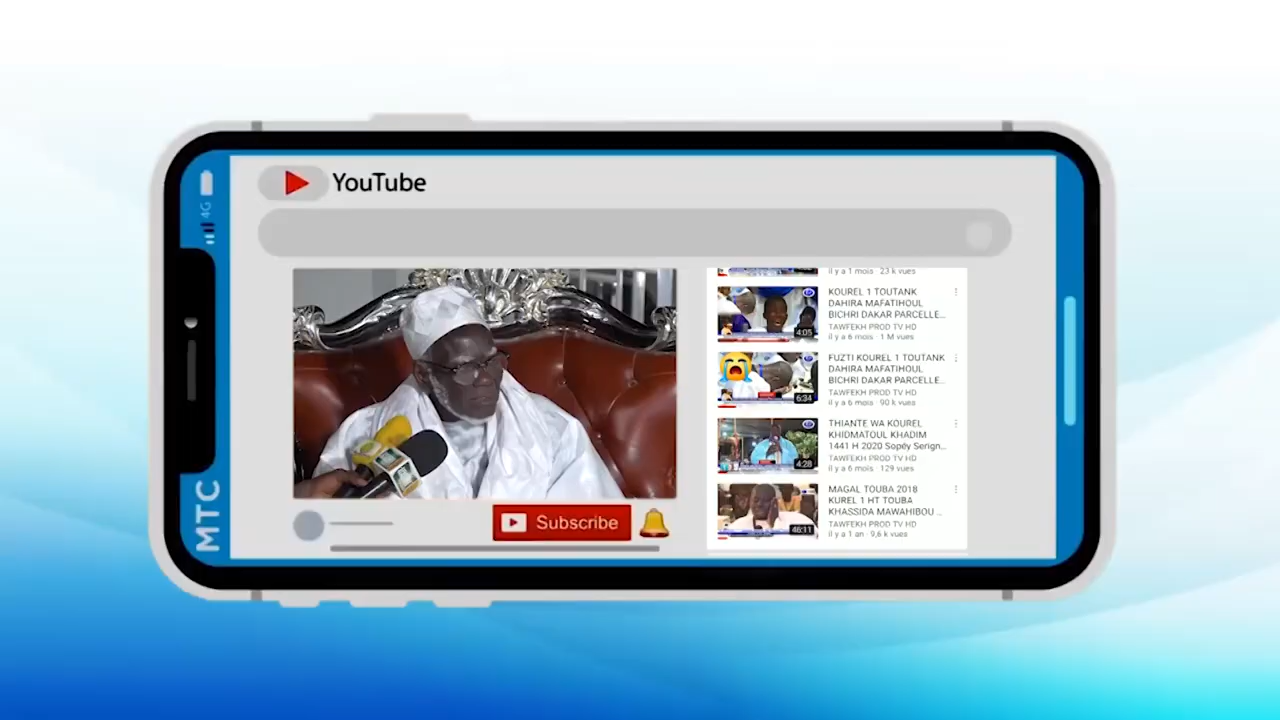 4G
MTC
YouTube
Subscribe
il y a 1 mois · 23 k vues
KOUREL 1 TOUTANK
DAHIRA MAFATIHOUL
BICHRI DAKAR PARCELLE...
TAWFEKH PROD TV HD
il y a 6 mois · 1 M vues
4:05
FUZTI KOUREL 1 TOUTANK
DAHIRA MAFATIHOUL
BICHRI DAKAR PARCELLE...
TAWFEKH PROD TV HD
il y a 6 mois · 90 k vues
6:34
THIANTE WA KOUREL
KHIDMATOUL KHADIM
1441 H 2020 Sopéy Serign...
TAWFEKH PROD TV HD
il y a 6 mois · 129 vues
4:28
MAGAL TOUBA 2018
KUREL 1 HT TOUBA
KHASSIDA MAWAHIBOU ...
TAWFEKH PROD TV HD
il y a 1 an · 9,6 k vues
46:11